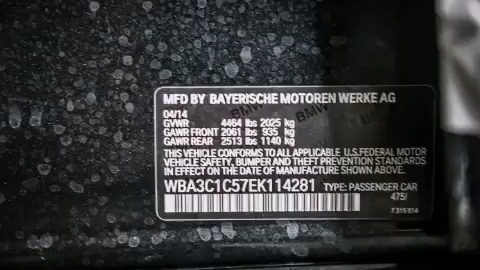 MFD BY BAYERISCHE MOTOREN WERKE AG
04/14
GVWR 4464 lbs 2025 kg
GAWR FRONT 2061 lbs 935 kg
GAWR REAR 2513 lbs 1140 kg
THIS VEHICLE CONFORMS TO ALL APPLICABLE U.S.FEDERAL MOTOR
VEHICLE SAFETY, BUMPER AND THEFT PREVENTION STANDARDS
IN EFFECT ON THE DATE OF MANUFACTURE SHOWN ABOVE.
WBA3C1C57EK114281 TYPE: PASSENGER CAR
475/
7 315 814